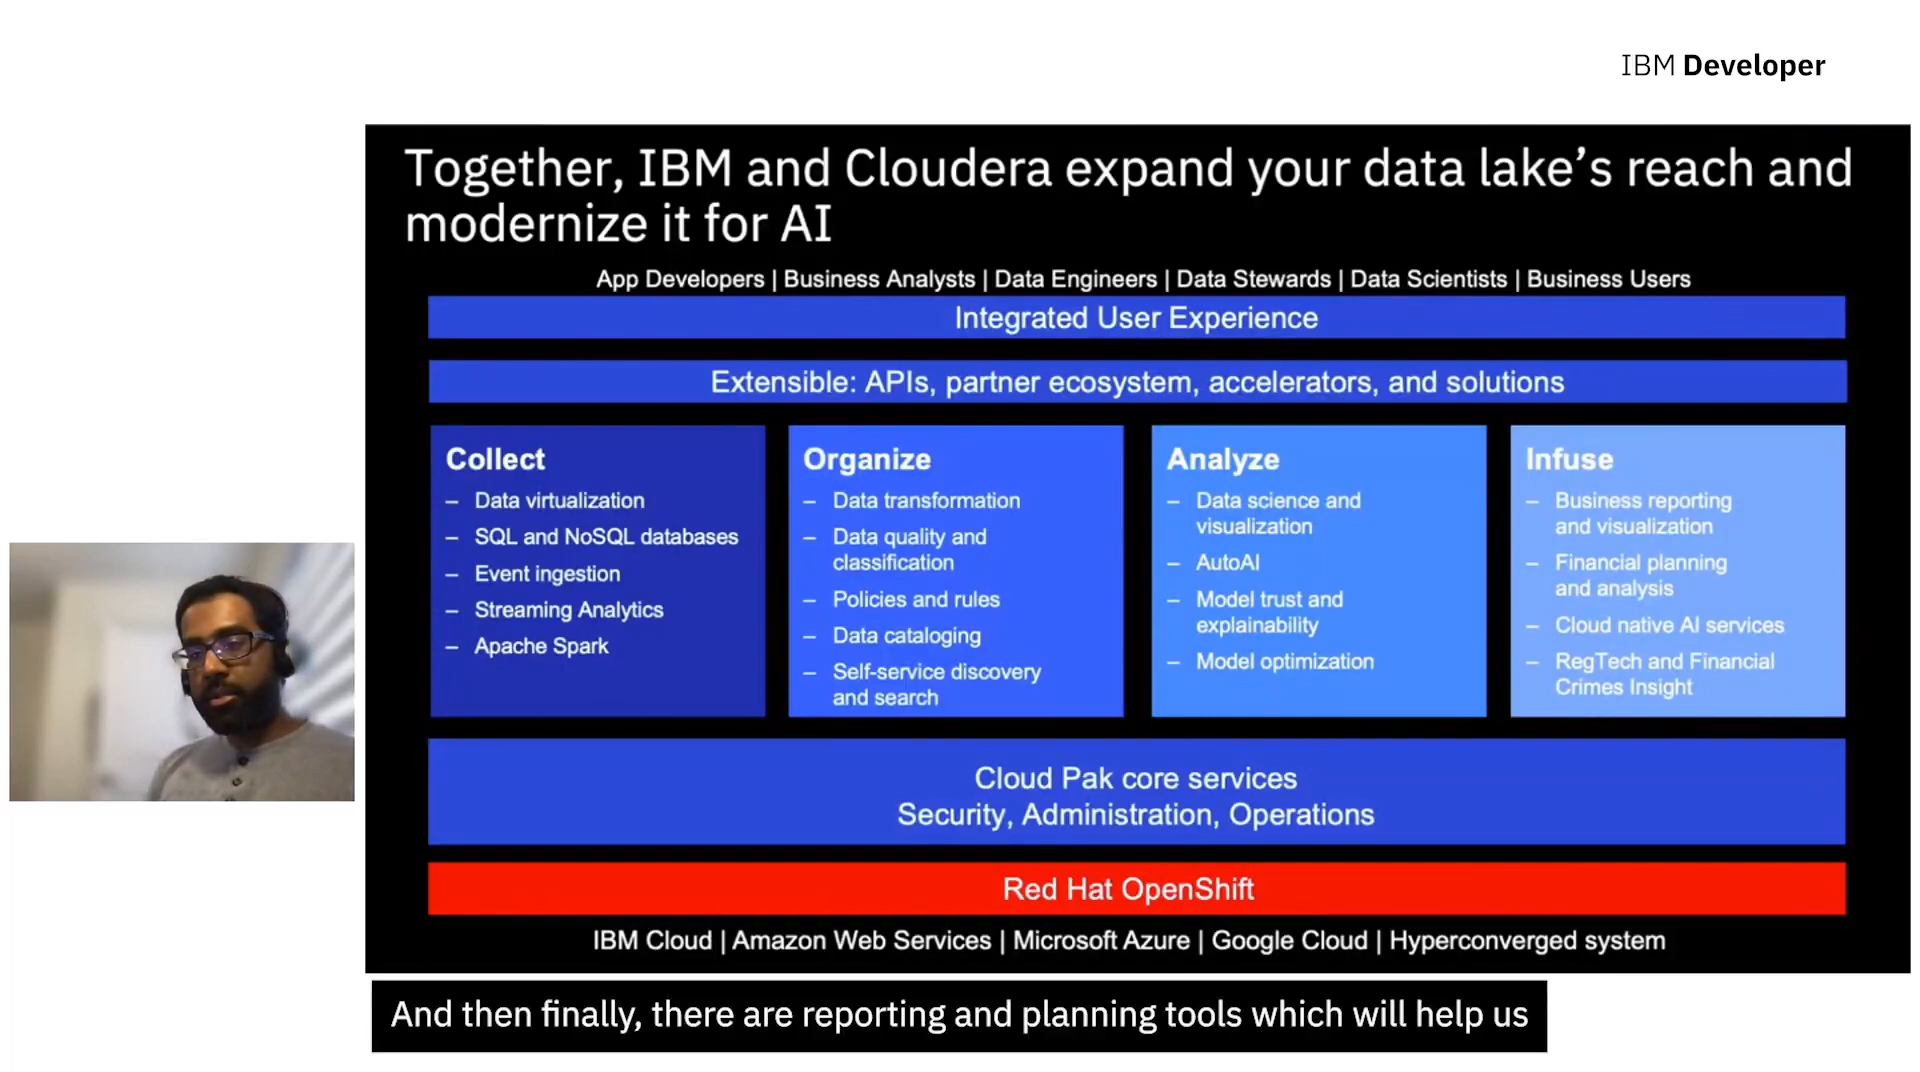 IBM Developer
Together, IBM and Cloudera expand your data lake’s reach and
modernize it for AI
App Developers | Business Analysts | Data Engineers | Data Stewards | Data Scientists | Business Users
Integrated User Experience
Extensible: APIs, partner ecosystem, accelerators, and solutions
Collect
– Data virtualization
– SQL and NoSQL databases
– Event ingestion
– Streaming Analytics
– Apache Spark
Organize
– Data transformation
– Data quality and
classification
– Policies and rules
– Data cataloging
– Self-service discovery
and search
Analyze
– Data science and
visualization
– AutoAI
– Model trust and
explainability
– Model optimization
Infuse
– Business reporting
and visualization
– Financial planning
and analysis
– Cloud native AI services
– RegTech and Financial
Crimes Insight
Cloud Pak core services
Security, Administration, Operations
Red Hat OpenShift
IBM Cloud | Amazon Web Services | Microsoft Azure | Google Cloud | Hyperconverged system
And then finally, there are reporting and planning tools which will help us